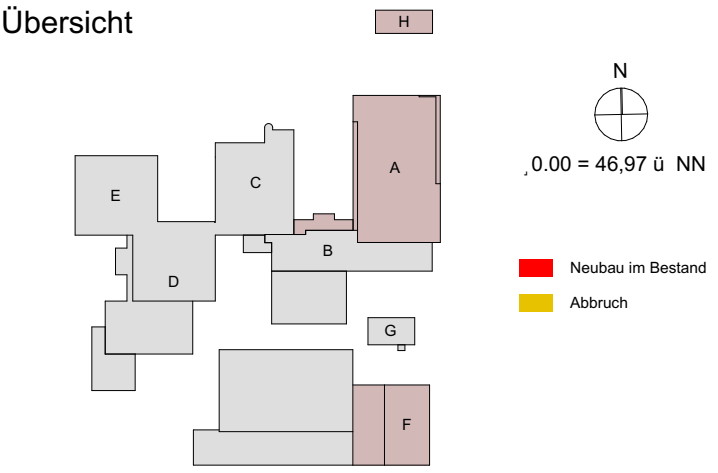 Übersicht
H
N
A
0.00 = 46,97 ü NN
C
E
B
Neubau im Bestand
D
Abbruch
G
F